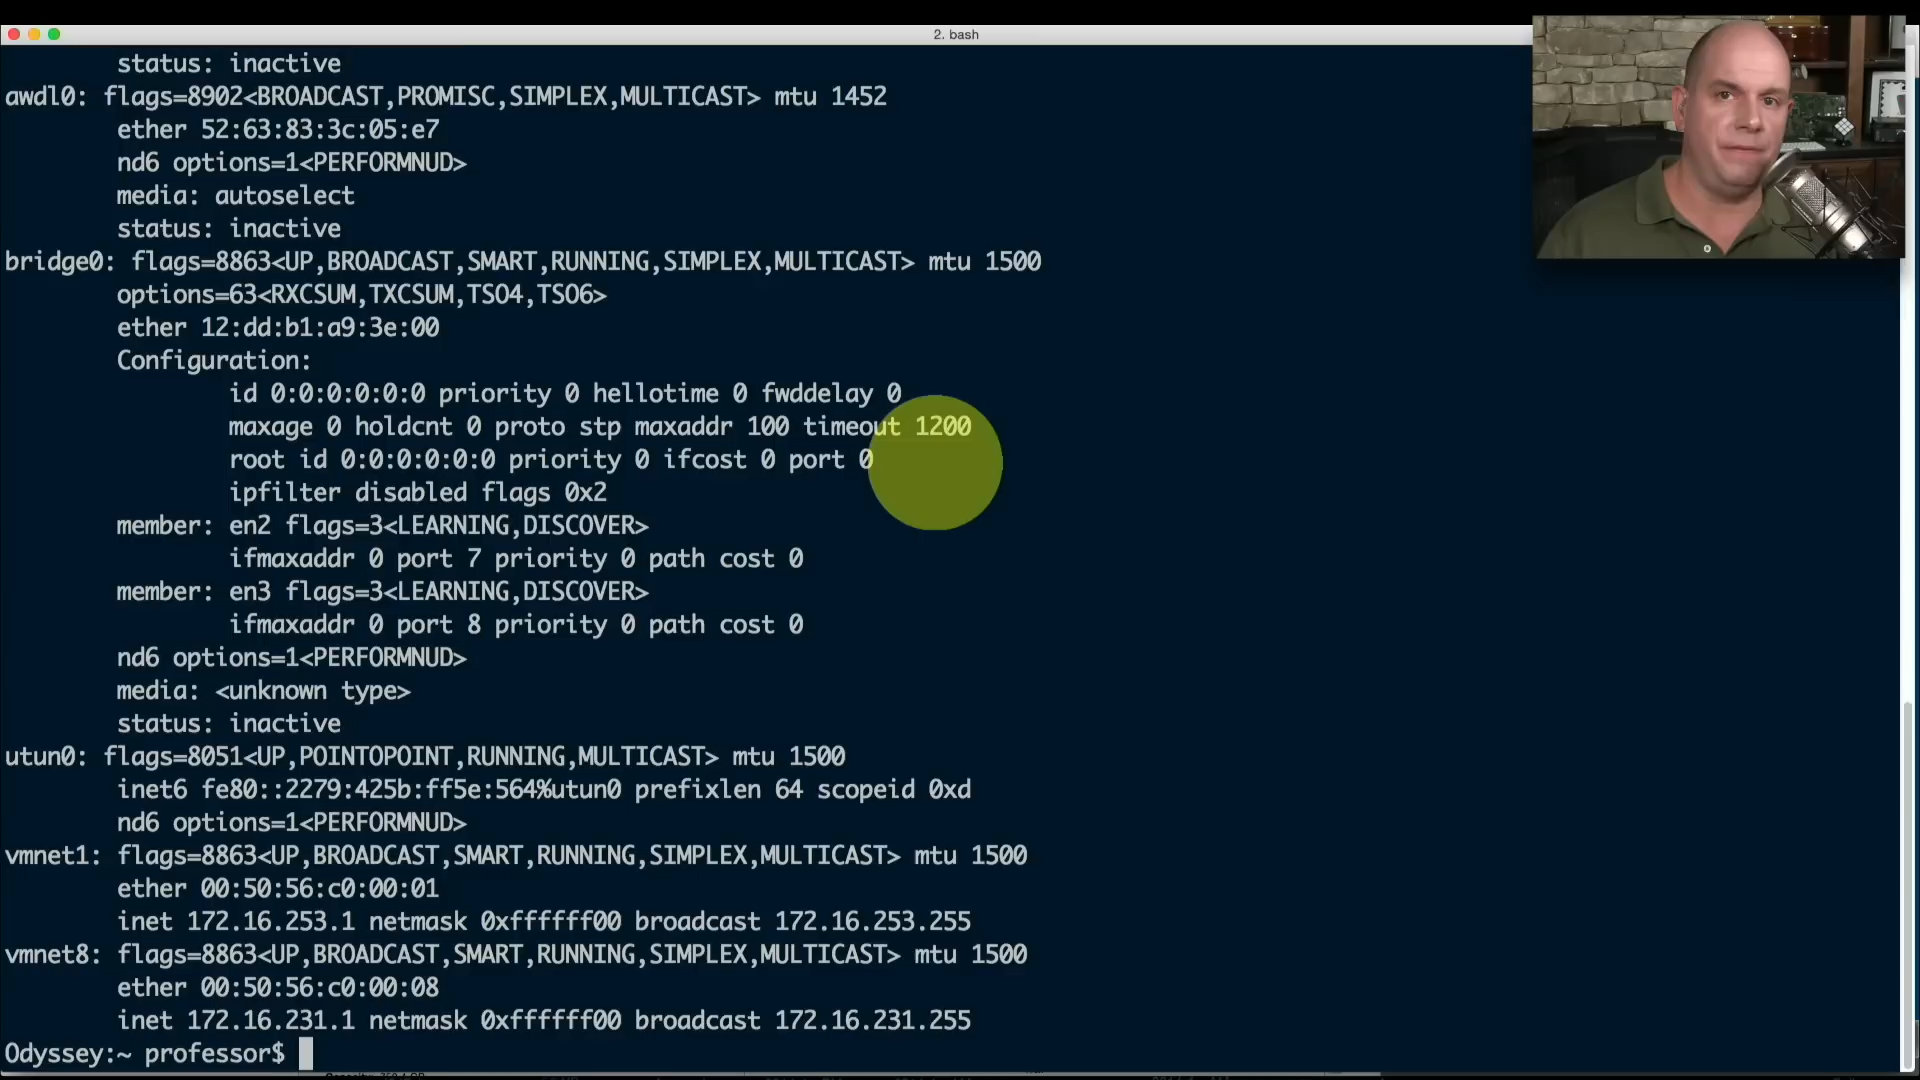 2. bash
status: inactive
awdl0: flags=8902<BROADCAST,PROMISC,SIMPLEX,MULTICAST> mtu 1452
ether 52:63:83:3c:05:e7
nd6 options=1<PERFORMNUD>
media: autoselect
status: inactive
bridge0: flags=8863<UP,BROADCAST,SMART,RUNNING,SIMPLEX,MULTICAST> mtu 1500
options=63<RXCSUM,TXCSUM,TSO4,TSO6>
ether 12:dd:b1:a9:3e:00
Configuration:
id 0:0:0:0:0:0 priority 0 hellotime 0 fwddelay 0
maxage 0 holdcnt 0 proto stp maxaddr 100 timeout 1200
root id 0:0:0:0:0:0 priority 0 ifcost 0 port 0
ipfilter disabled flags 0x2
member: en2 flags=3<LEARNING,DISCOVER>
ifmaxaddr 0 port 7 priority 0 path cost 0
member: en3 flags=3<LEARNING,DISCOVER>
ifmaxaddr 0 port 8 priority 0 path cost 0
nd6 options=1<PERFORMNUD>
media: <unknown type>
status: inactive
utun0: flags=8051<UP,POINTOPOINT,RUNNING,MULTICAST> mtu 1500
inet6 fe80::2279:425b:ff5e:564%utun0 prefixlen 64 scopeid 0xd
nd6 options=1<PERFORMNUD>
vmnet1: flags=8863<UP,BROADCAST,SMART,RUNNING,SIMPLEX,MULTICAST> mtu 1500
ether 00:50:56:c0:00:01
inet 172.16.253.1 netmask 0xffffff00 broadcast 172.16.253.255
vmnet8: flags=8863<UP,BROADCAST,SMART,RUNNING,SIMPLEX,MULTICAST> mtu 1500
ether 00:50:56:c0:00:08
inet 172.16.231.1 netmask 0xffffff00 broadcast 172.16.231.255
Odyssey:~ professor$